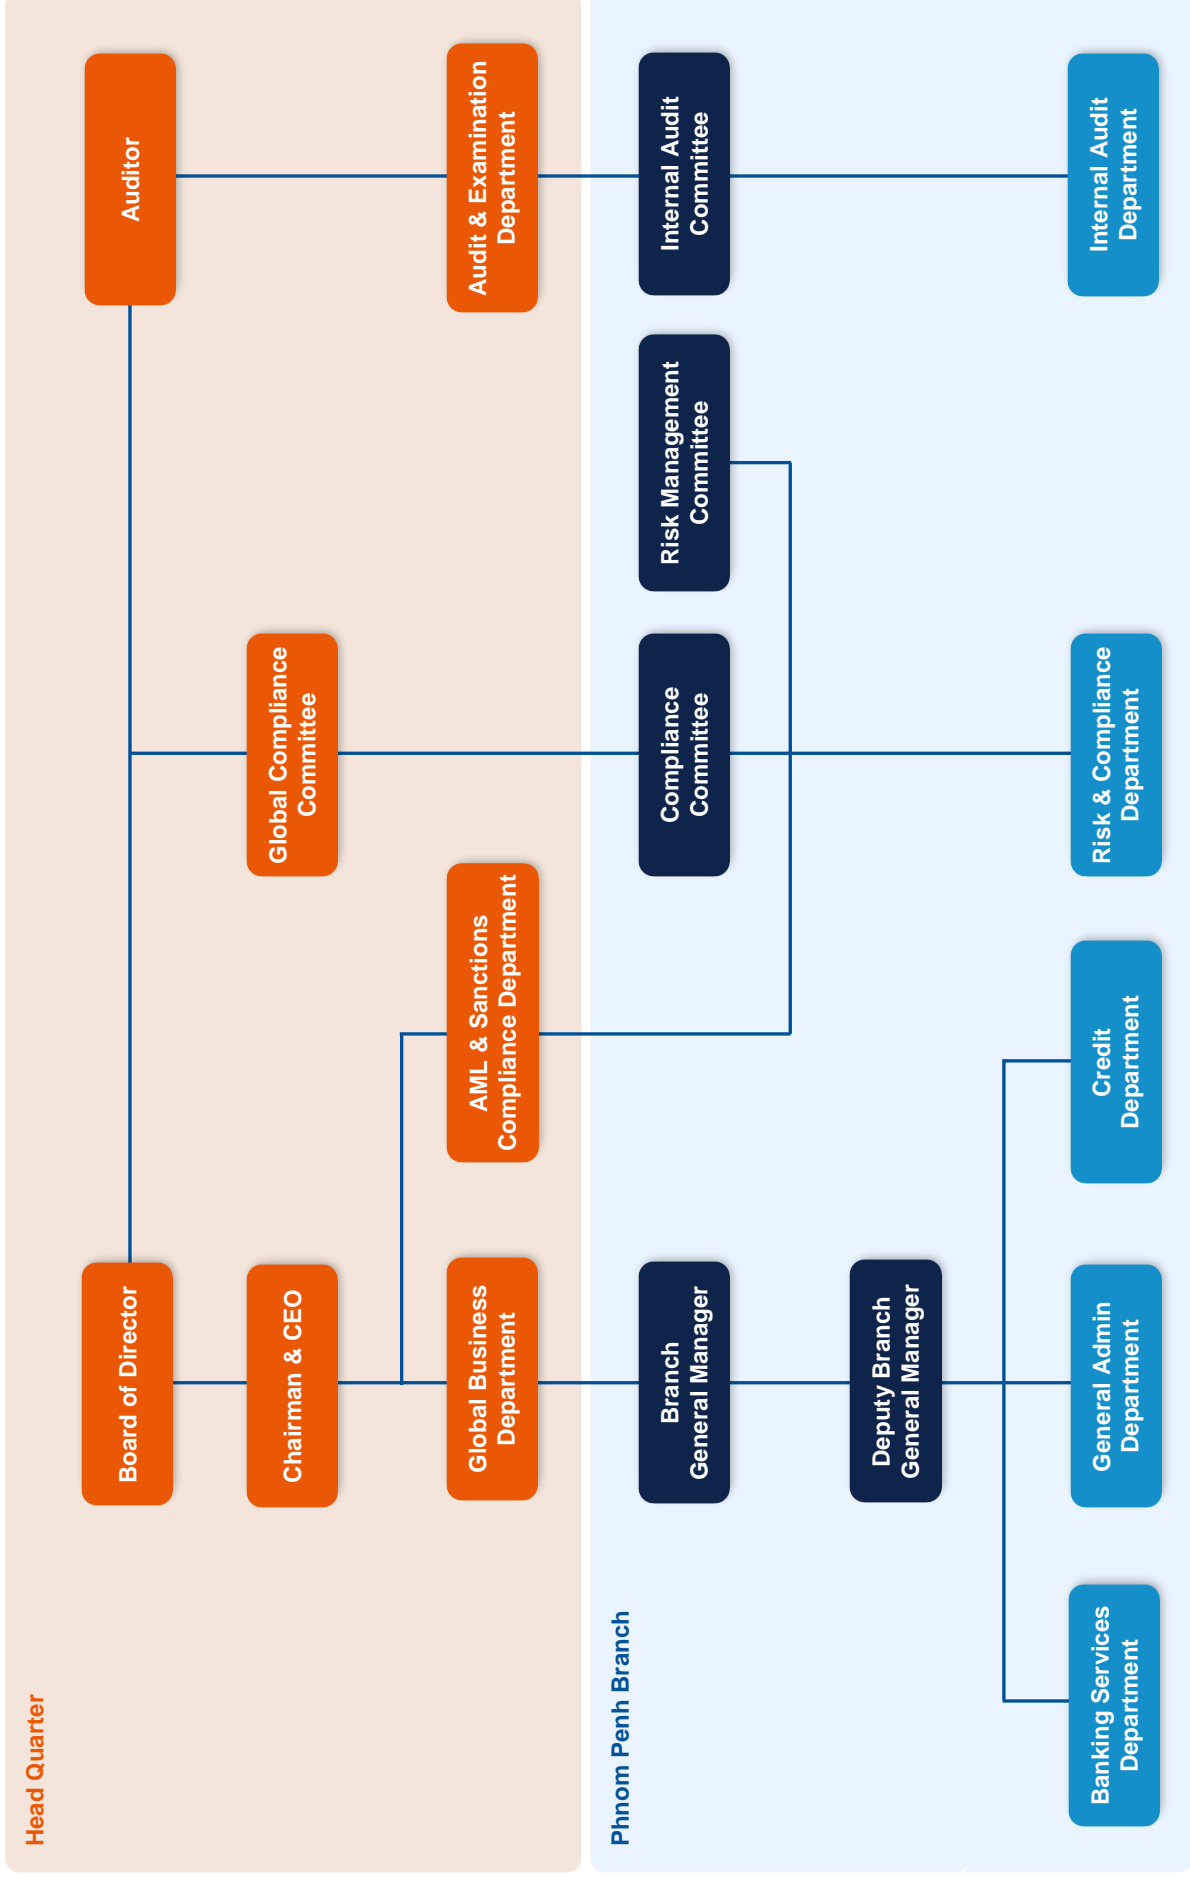 Head Quarter
Board of Director
Auditor
Chairman & CEO
Global Compliance
Committee
Global Business
Department
AML & Sanctions
Compliance Department
Audit & Examination
Department
Phnom Penh Branch
Branch
General Manager
Compliance
Committee
Risk Management
Committee
Internal Audit
Committee
Deputy Branch
General Manager
Banking Services
Department
General Admin
Department
Credit
Department
Risk & Compliance
Department
Internal Audit
Department